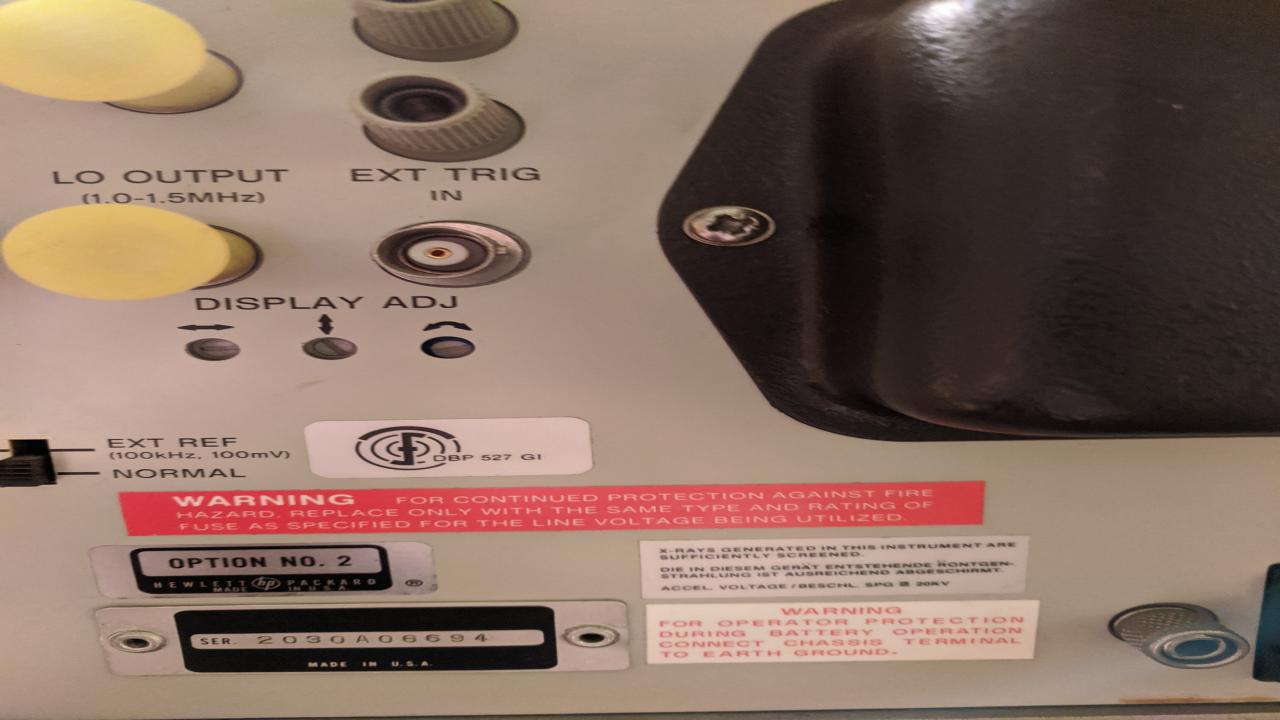 LO OUTPUT
(1.0-1.5MHz)
EXT TRIG
IN
DISPLAY ADJ
EXT REF
(100kHz, 100mV)
NORMAL
DBP 527 GI
WARNING FOR CONTINUED PROTECTION AGAINST FIRE
HAZARD, REPLACE ONLY WITH THE SAME TYPE AND RATING OF
FUSE AS SPECIFIED FOR THE LINE VOLTAGE BEING UTILIZED.
OPTION NO. 2
HEWLETT hp PACKARD ®
MADE IN U.S.A
SER. 2030A06694
MADE IN U.S.A.
X-RAYS GENERATED IN THIS INSTRUMENT ARE
SUFFICIENTLY SCREENED.
DIE IN DIESEM GERÄT ENTSTEHENDE RÖNTGEN-
STRAHLUNG IST AUSREICHEND ABGESCHIRMT.
ACCEL. VOLTAGE/BESCHL. SPG 20KV
WARNING
FOR OPERATOR PROTECTION
DURING BATTERY OPERATION
CONNECT CHASSIS TERMINAL
TO EARTH GROUND.